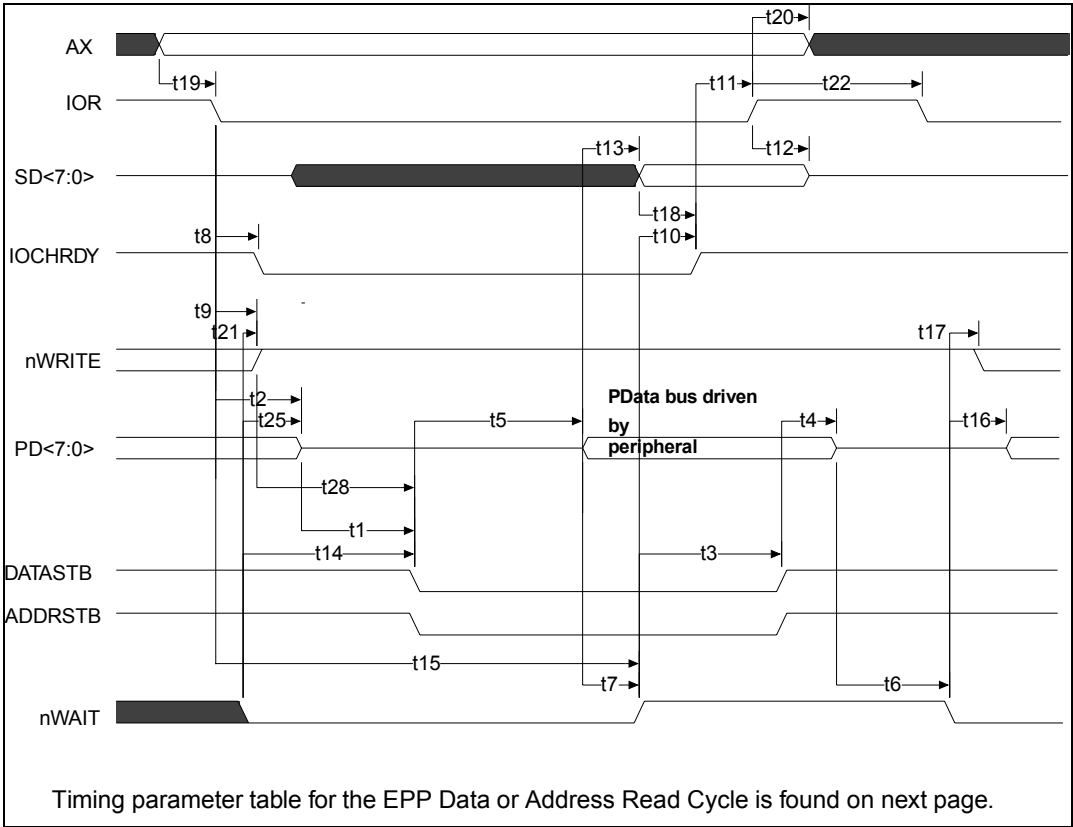 t20
AX
t19
t11
t22
IOR
t13
t12
SD<7:0>
t18
t8
t10
IOCHRDY
t9
t21
t17
nWRITE
t2
PData bus driven
t25
t5
by
t4
t16
PD<7:0>
peripheral
t28
t1
t14
t3
DATASTB
ADDRSTB
t15
t7
t6
nWAIT
Timing parameter table for the EPP Data or Address Read Cycle is found on next page.